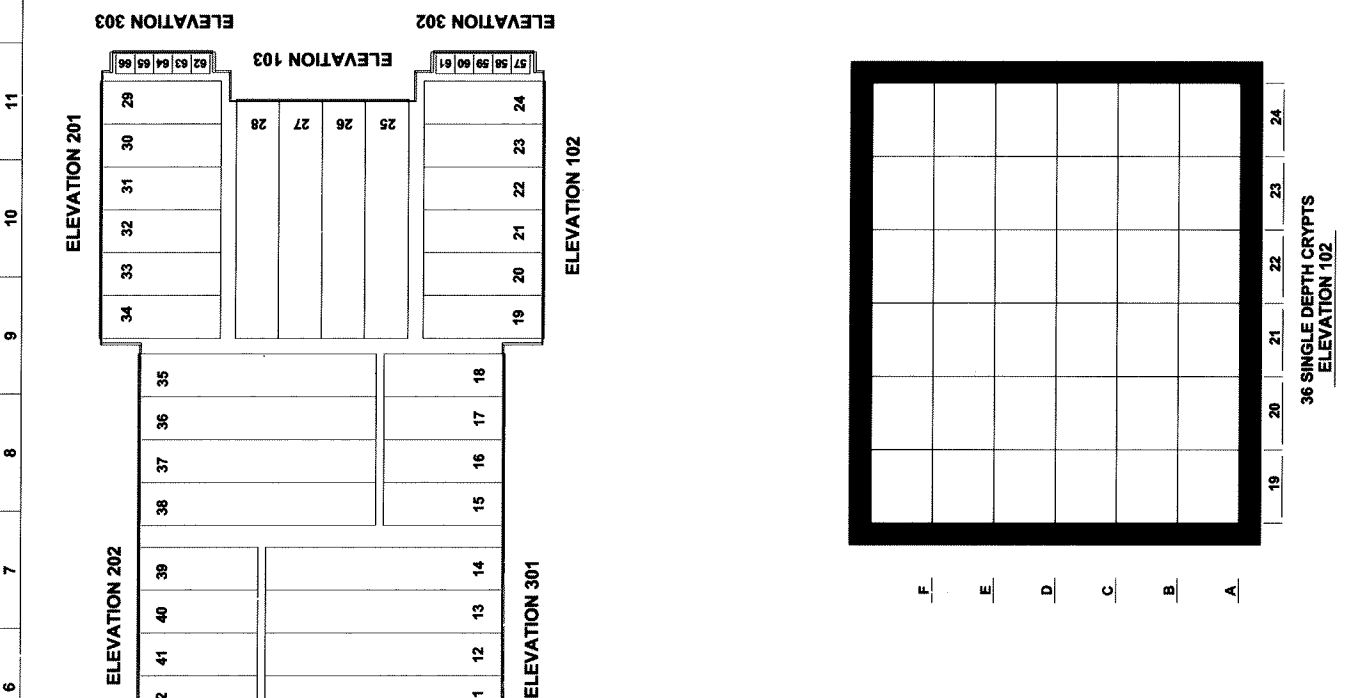 ELEVATION 303
ELEVATION 302
ELEVATION 103
66 65 64 63 62
61 60 59 58 57
ELEVATION 201
29
30
31
32
33
34
28 27 26 25
24
23
22
21
20
19
ELEVATION 102
35
36
37
38
18
17
16
15
ELEVATION 202
39
40
41
14
13
12
ELEVATION 301
11
10
9
8
7
6
24
23
22
21
20
19
36 SINGLE DEPTH CRYPTS
ELEVATION 102
F E D C B A